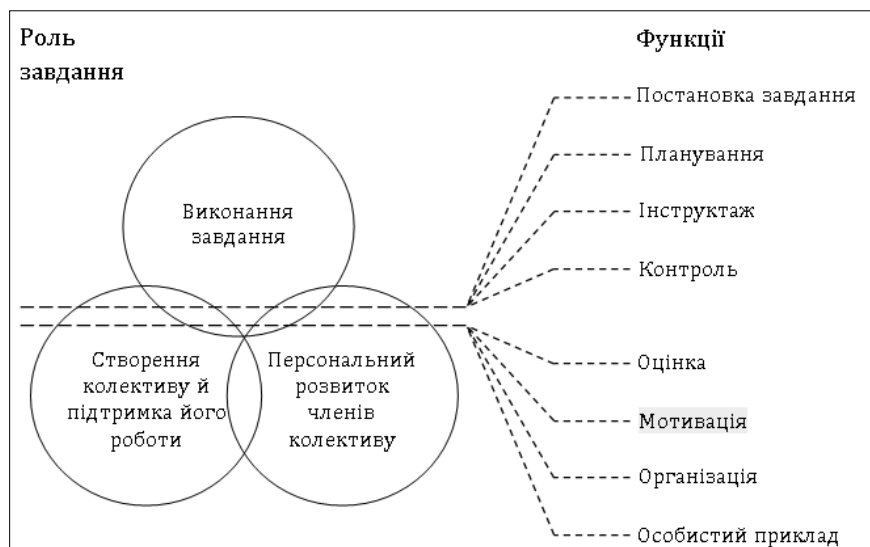 Роль
завдання
Функції
Постановка завдання
Планування
Інструктаж
Контроль
Оцінка
Мотивація
Організація
Особистий приклад
Виконання
завдання
Створення
колективу й
підтримка його
роботи
Персональний
розвиток
членів
колективу